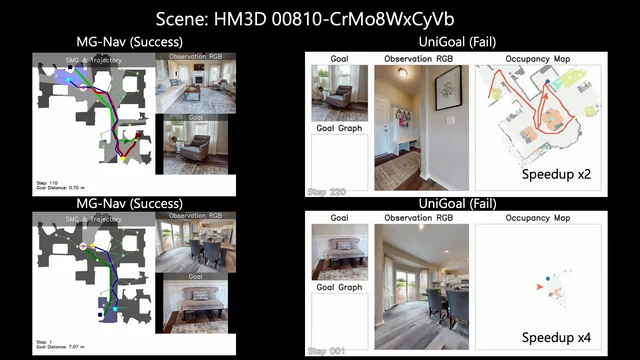 Scene: HM3D 00810-CrMo8WxCyVb
MG-Nav (Success)
UniGoal (Fail)
SMG & Trajectory
Observation RGB
Goal
Step: 110
Goal Distance: 0.70 m
Goal
Observation RGB
Occupancy Map
Goal Graph
Step 220
Speedup x2
MG-Nav (Success)
UniGoal (Fail)
SMG & Trajectory
Observation RGB
Goal
Step: 1
Goal Distance: 7.07 m
Goal
Observation RGB
Occupancy Map
Goal Graph
Step 001
Speedup x4